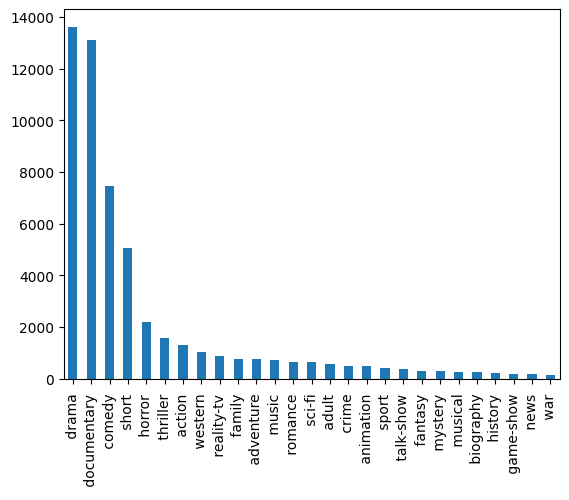 14000
12000
10000
8000
6000
4000
2000
0
drama
documentary
comedy
short
horror
thriller
action
western
reality-tv
family
adventure
music
romance
sci-fi
adult
crime
animation
sport
talk-show
fantasy
mystery
musical
biography
history
game-show
news
war